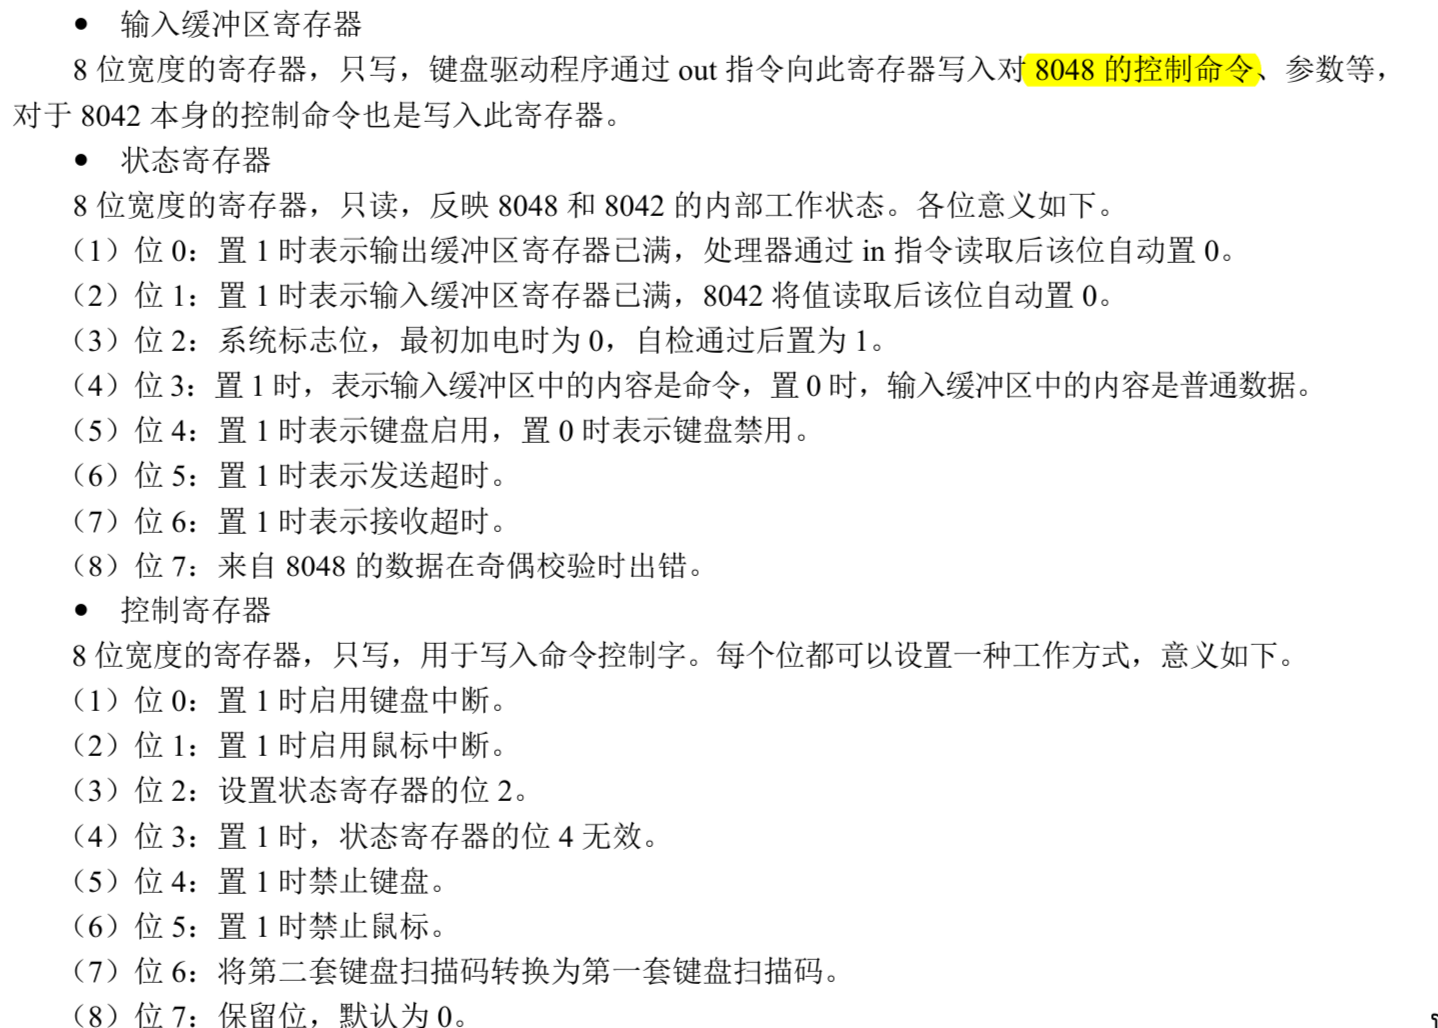 • 输入缓冲区寄存器
8 位宽度的寄存器，只写，键盘驱动程序通过 out 指令向此寄存器写入对 8048 的控制命令、参数等，
对于 8042 本身的控制命令也是写入此寄存器。
• 状态寄存器
8 位宽度的寄存器，只读，反映 8048 和 8042 的内部工作状态。各位意义如下。
（1）位 0：置 1 时表示输出缓冲区寄存器已满，处理器通过 in 指令读取后该位自动置 0。
（2）位 1：置 1 时表示输入缓冲区寄存器已满，8042 将值读取后该位自动置 0。
（3）位 2：系统标志位，最初加电时为 0，自检通过后置为 1。
（4）位 3：置 1 时，表示输入缓冲区中的内容是命令，置 0 时，输入缓冲区中的内容是普通数据。
（5）位 4：置 1 时表示键盘启用，置 0 时表示键盘禁用。
（6）位 5：置 1 时表示发送超时。
（7）位 6：置 1 时表示接收超时。
（8）位 7：来自 8048 的数据在奇偶校验时出错。
• 控制寄存器
8 位宽度的寄存器，只写，用于写入命令控制字。每个位都可以设置一种工作方式，意义如下。
（1）位 0：置 1 时启用键盘中断。
（2）位 1：置 1 时启用鼠标中断。
（3）位 2：设置状态寄存器的位 2。
（4）位 3：置 1 时，状态寄存器的位 4 无效。
（5）位 4：置 1 时禁止键盘。
（6）位 5：置 1 时禁止鼠标。
（7）位 6：将第二套键盘扫描码转换为第一套键盘扫描码。
（8）位 7：保留位，默认为 0。